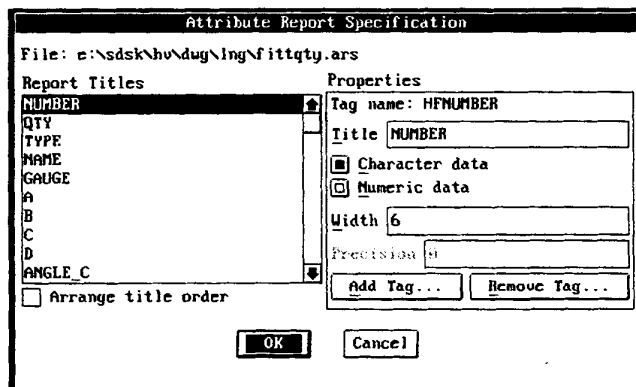 Attribute Report Specification
File: e:\sdsk\hv\dwg\lng\fittqty.ars
Report Titles
NUMBER
QTY
TYPE
NAME
GAUGE
A
B
C
D
ANGLE_C
Arrange title order
Properties
Tag name: HFNUMBER
Title NUMBER
Character data
Numeric data
Width 6
Precision 0
Add Tag...
Remove Tag...
OK
Cancel